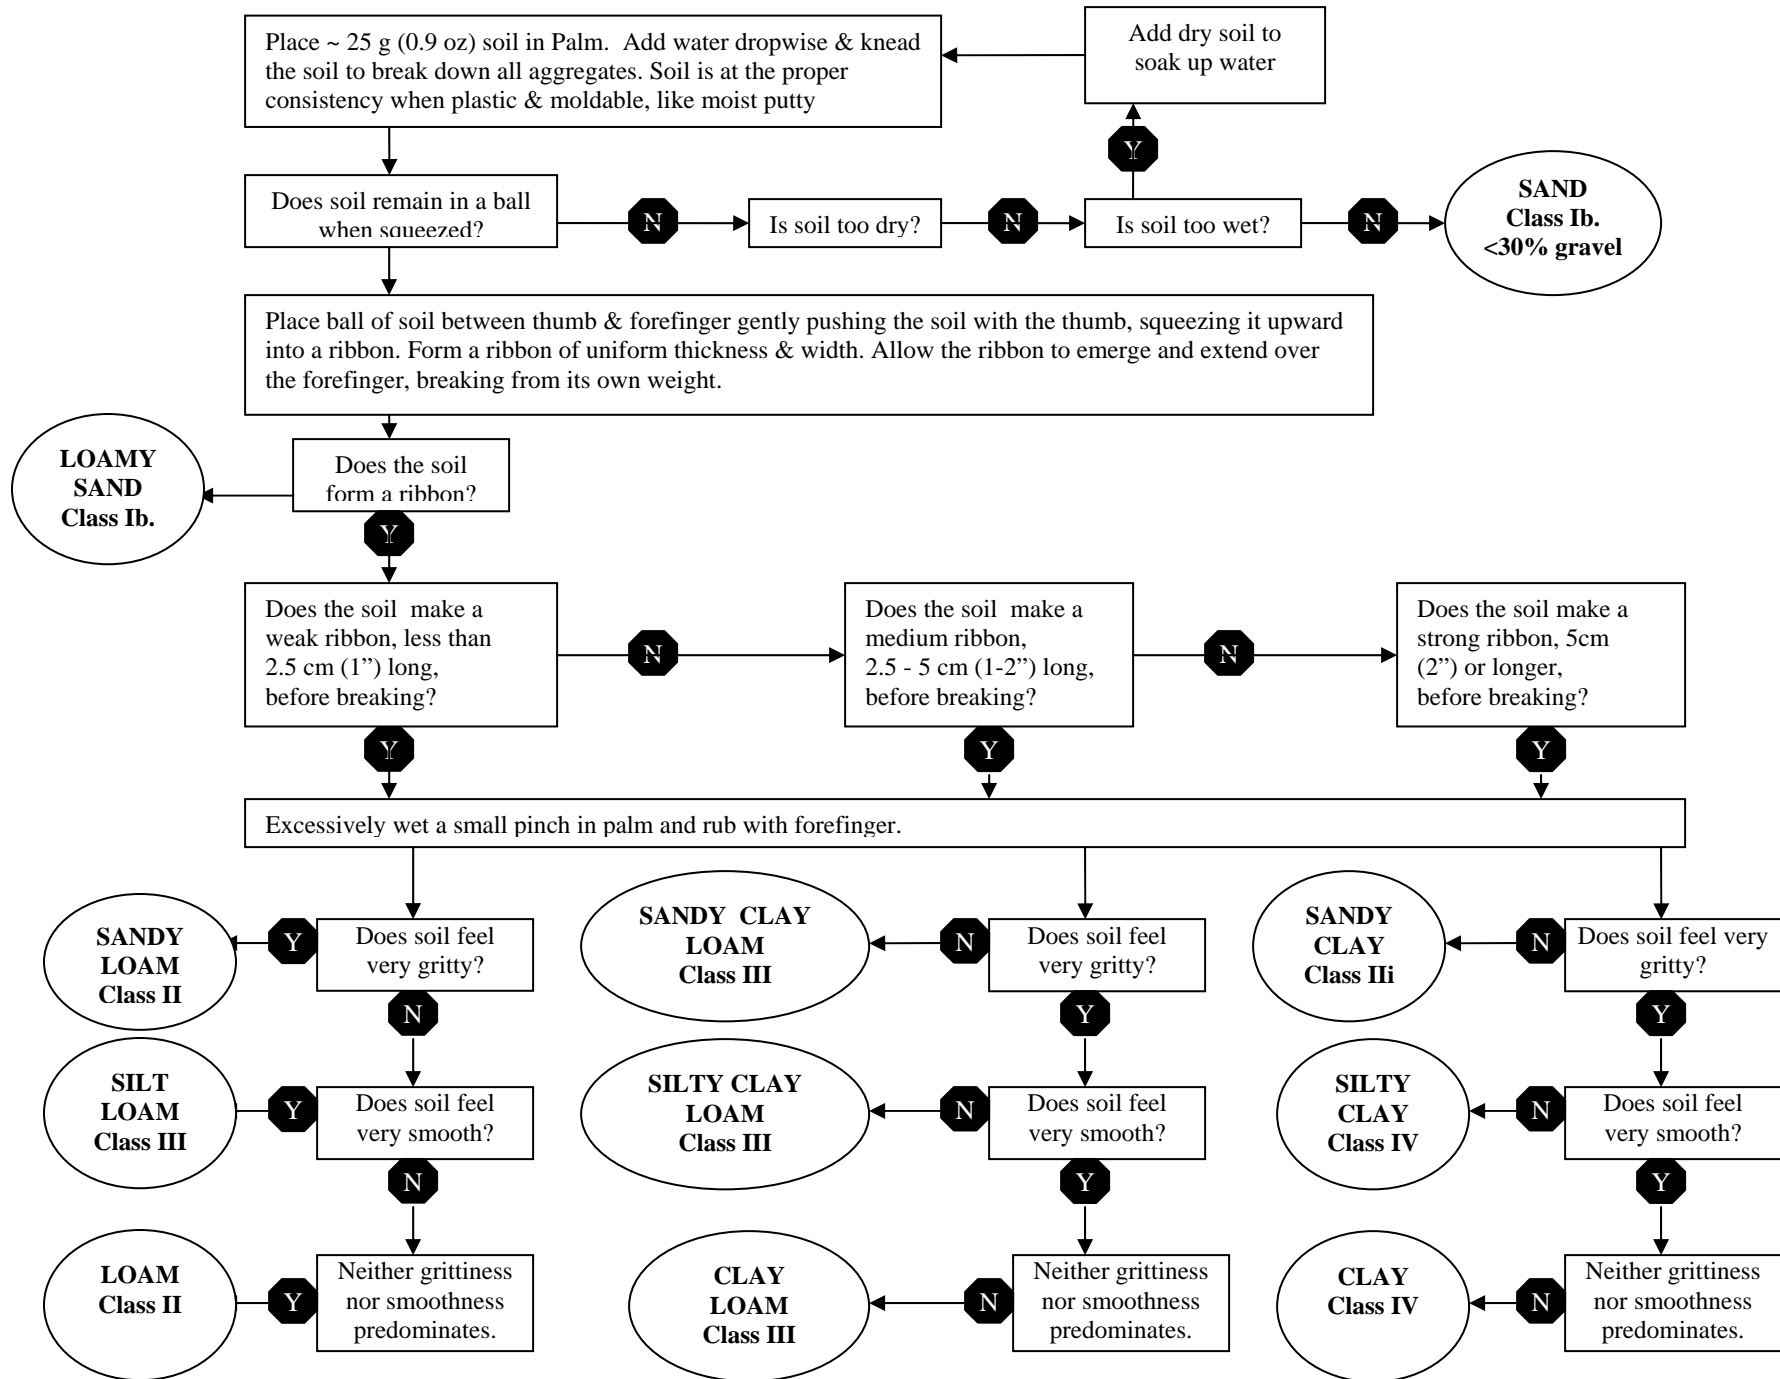 Place ~ 25 g (0.9 oz) soil in Palm. Add water dropwise & knead
the soil to break down all aggregates. Soil is at the proper
consistency when plastic & moldable, like moist putty
Add dry soil to
soak up water
Y
Does soil remain in a ball
when squeezed?
N
Is soil too dry?
N
Is soil too wet?
N
SAND
Class Ib.
<30% gravel
Place ball of soil between thumb & forefinger gently pushing the soil with the thumb, squeezing it upward
into a ribbon. Form a ribbon of uniform thickness & width. Allow the ribbon to emerge and extend over
the forefinger, breaking from its own weight.
LOAMY
SAND
Class Ib.
Does the soil
form a ribbon?
Y
Does the soil make a
weak ribbon, less than
2.5 cm (1”) long,
before breaking?
N
Does the soil make a
medium ribbon,
2.5 - 5 cm (1-2”) long,
before breaking?
N
Does the soil make a
strong ribbon, 5cm
(2”) or longer,
before breaking?
Y
Y
Y
Excessively wet a small pinch in palm and rub with forefinger.
SANDY
LOAM
Class II
Y
Does soil feel
very gritty?
SANDY CLAY
LOAM
Class III
N
Does soil feel
very gritty?
SANDY
CLAY
Class IIi
N
Does soil feel very
gritty?
N
Y
Y
SILT
LOAM
Class III
Y
Does soil feel
very smooth?
SILTY CLAY
LOAM
Class III
N
Does soil feel
very smooth?
SILTY
CLAY
Class IV
N
Does soil feel
very smooth?
N
Y
Y
LOAM
Class II
Y
Neither grittiness
nor smoothness
predominates.
CLAY
LOAM
Class III
N
Neither grittiness
nor smoothness
predominates.
CLAY
Class IV
N
Neither grittiness
nor smoothness
predominates.